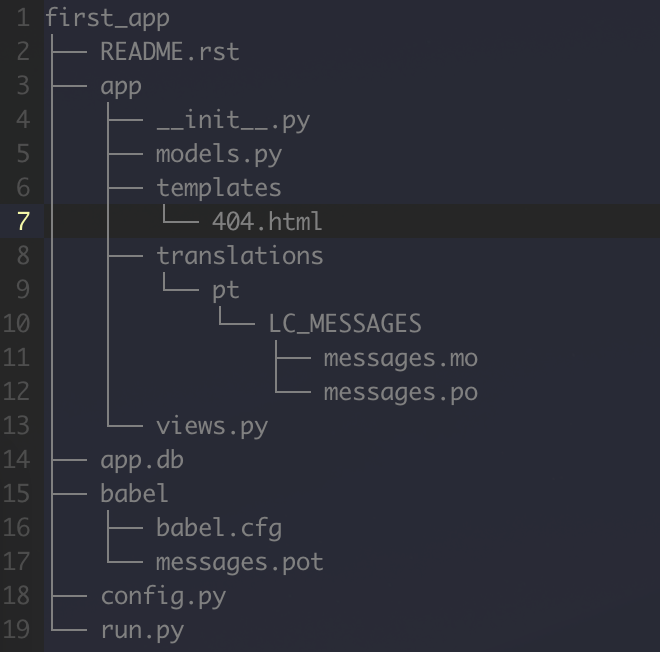 1 first_app
2 ├── README.rst
3 ├── app
4 │   ├── __init__.py
5 │   ├── models.py
6 │   ├── templates
7 │   │   └── 404.html
8 │   ├── translations
9 │   │   └── pt
10 │   │       └── LC_MESSAGES
11 │   │           ├── messages.mo
12 │   │           └── messages.po
13 │   └── views.py
14 ├── app.db
15 ├── babel
16 │   ├── babel.cfg
17 │   └── messages.pot
18 ├── config.py
19 └── run.py